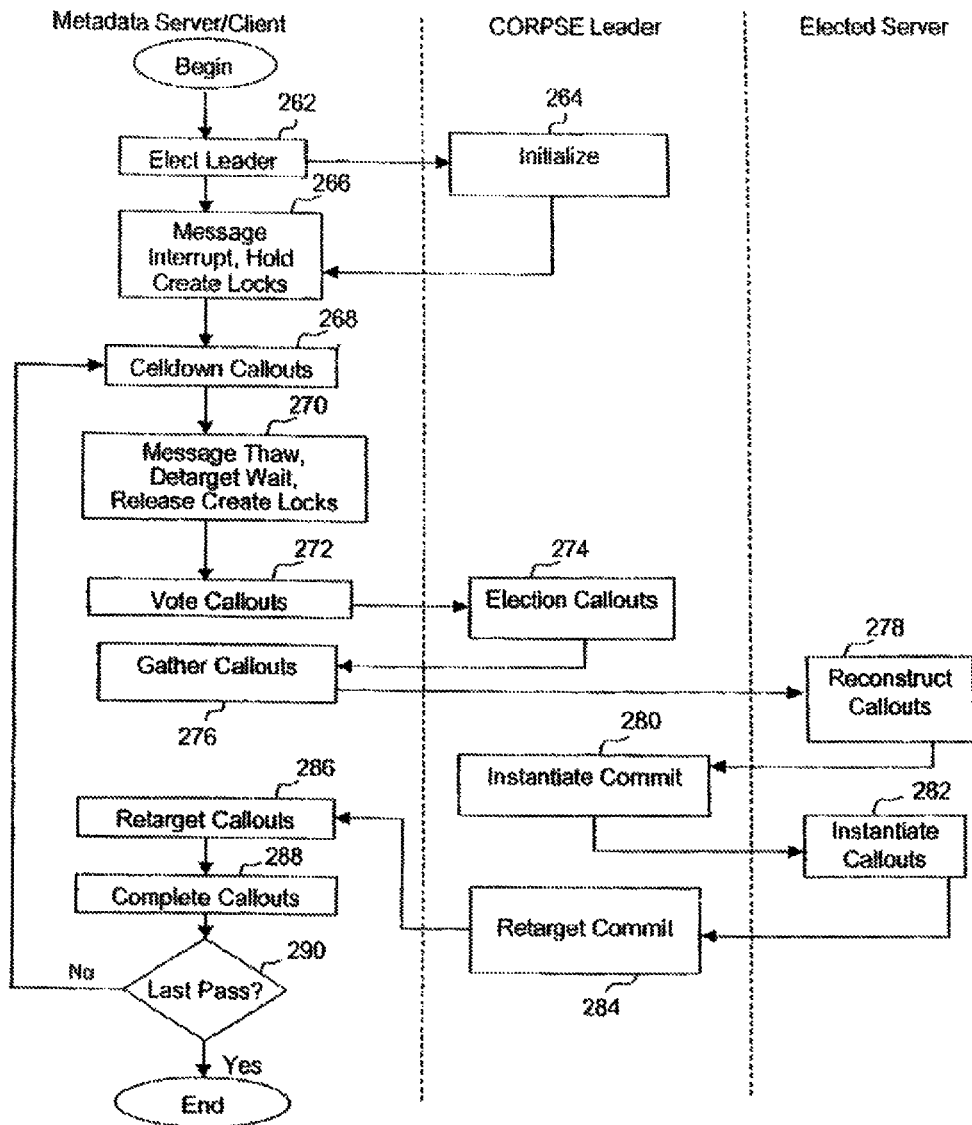 Metadata Server/Client
CORPSE Leader
Elected Server
Begin
262
264
Elect Leader
Initialize
266
Message
Interrupt, Hold
Create Locks
268
Celldown Callouts
270
Message Thaw,
Detarget Wait,
Release Create Locks
272
274
Vote Callouts
Election Callouts
278
Gather Callouts
Reconstruct
Callouts
276
280
Instantiate Commit
286
282
Retarget Callouts
Instantiate
Callouts
288
Complete Callouts
Retarget Commit
290
No
Last Pass?
284
Yes
End